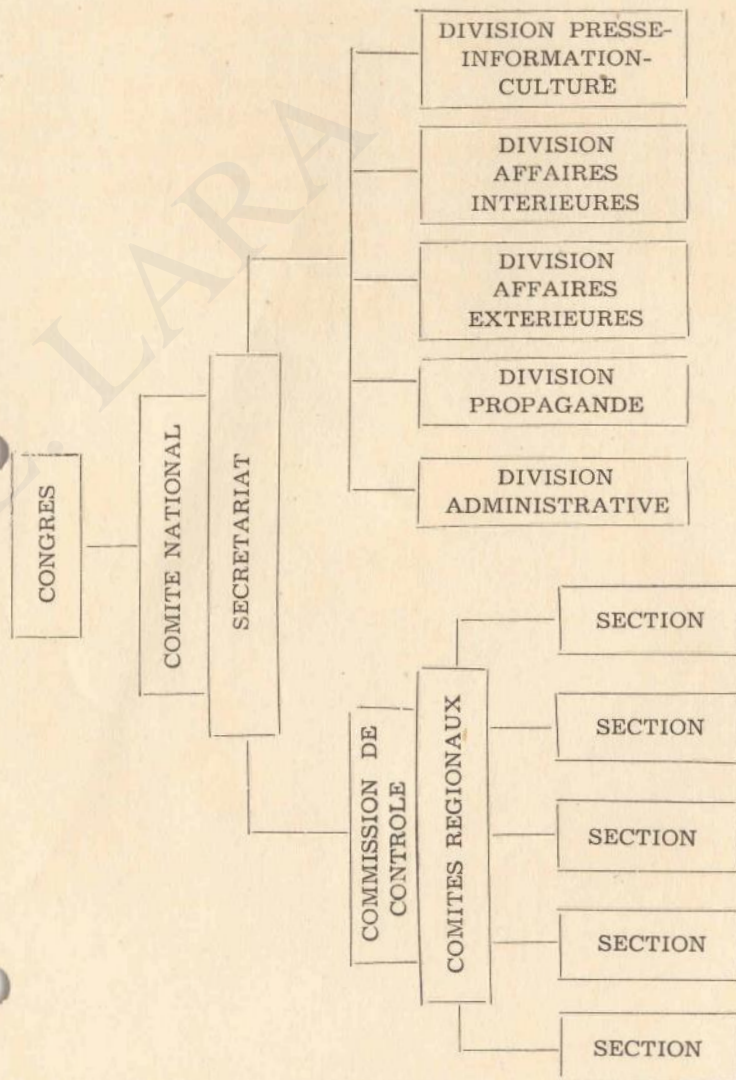 CONGRES
COMITE NATIONAL
SECRETARIAT
DIVISION PRESSE-
INFORMATION-
CULTURE
DIVISION
AFFAIRES
INTERIEURES
DIVISION
AFFAIRES
EXTERIEURES
DIVISION
PROPAGANDE
DIVISION
ADMINISTRATIVE
COMMISSION DE
CONTROLE
COMITES REGIONAUX
SECTION
SECTION
SECTION
SECTION
SECTION
E. LARA